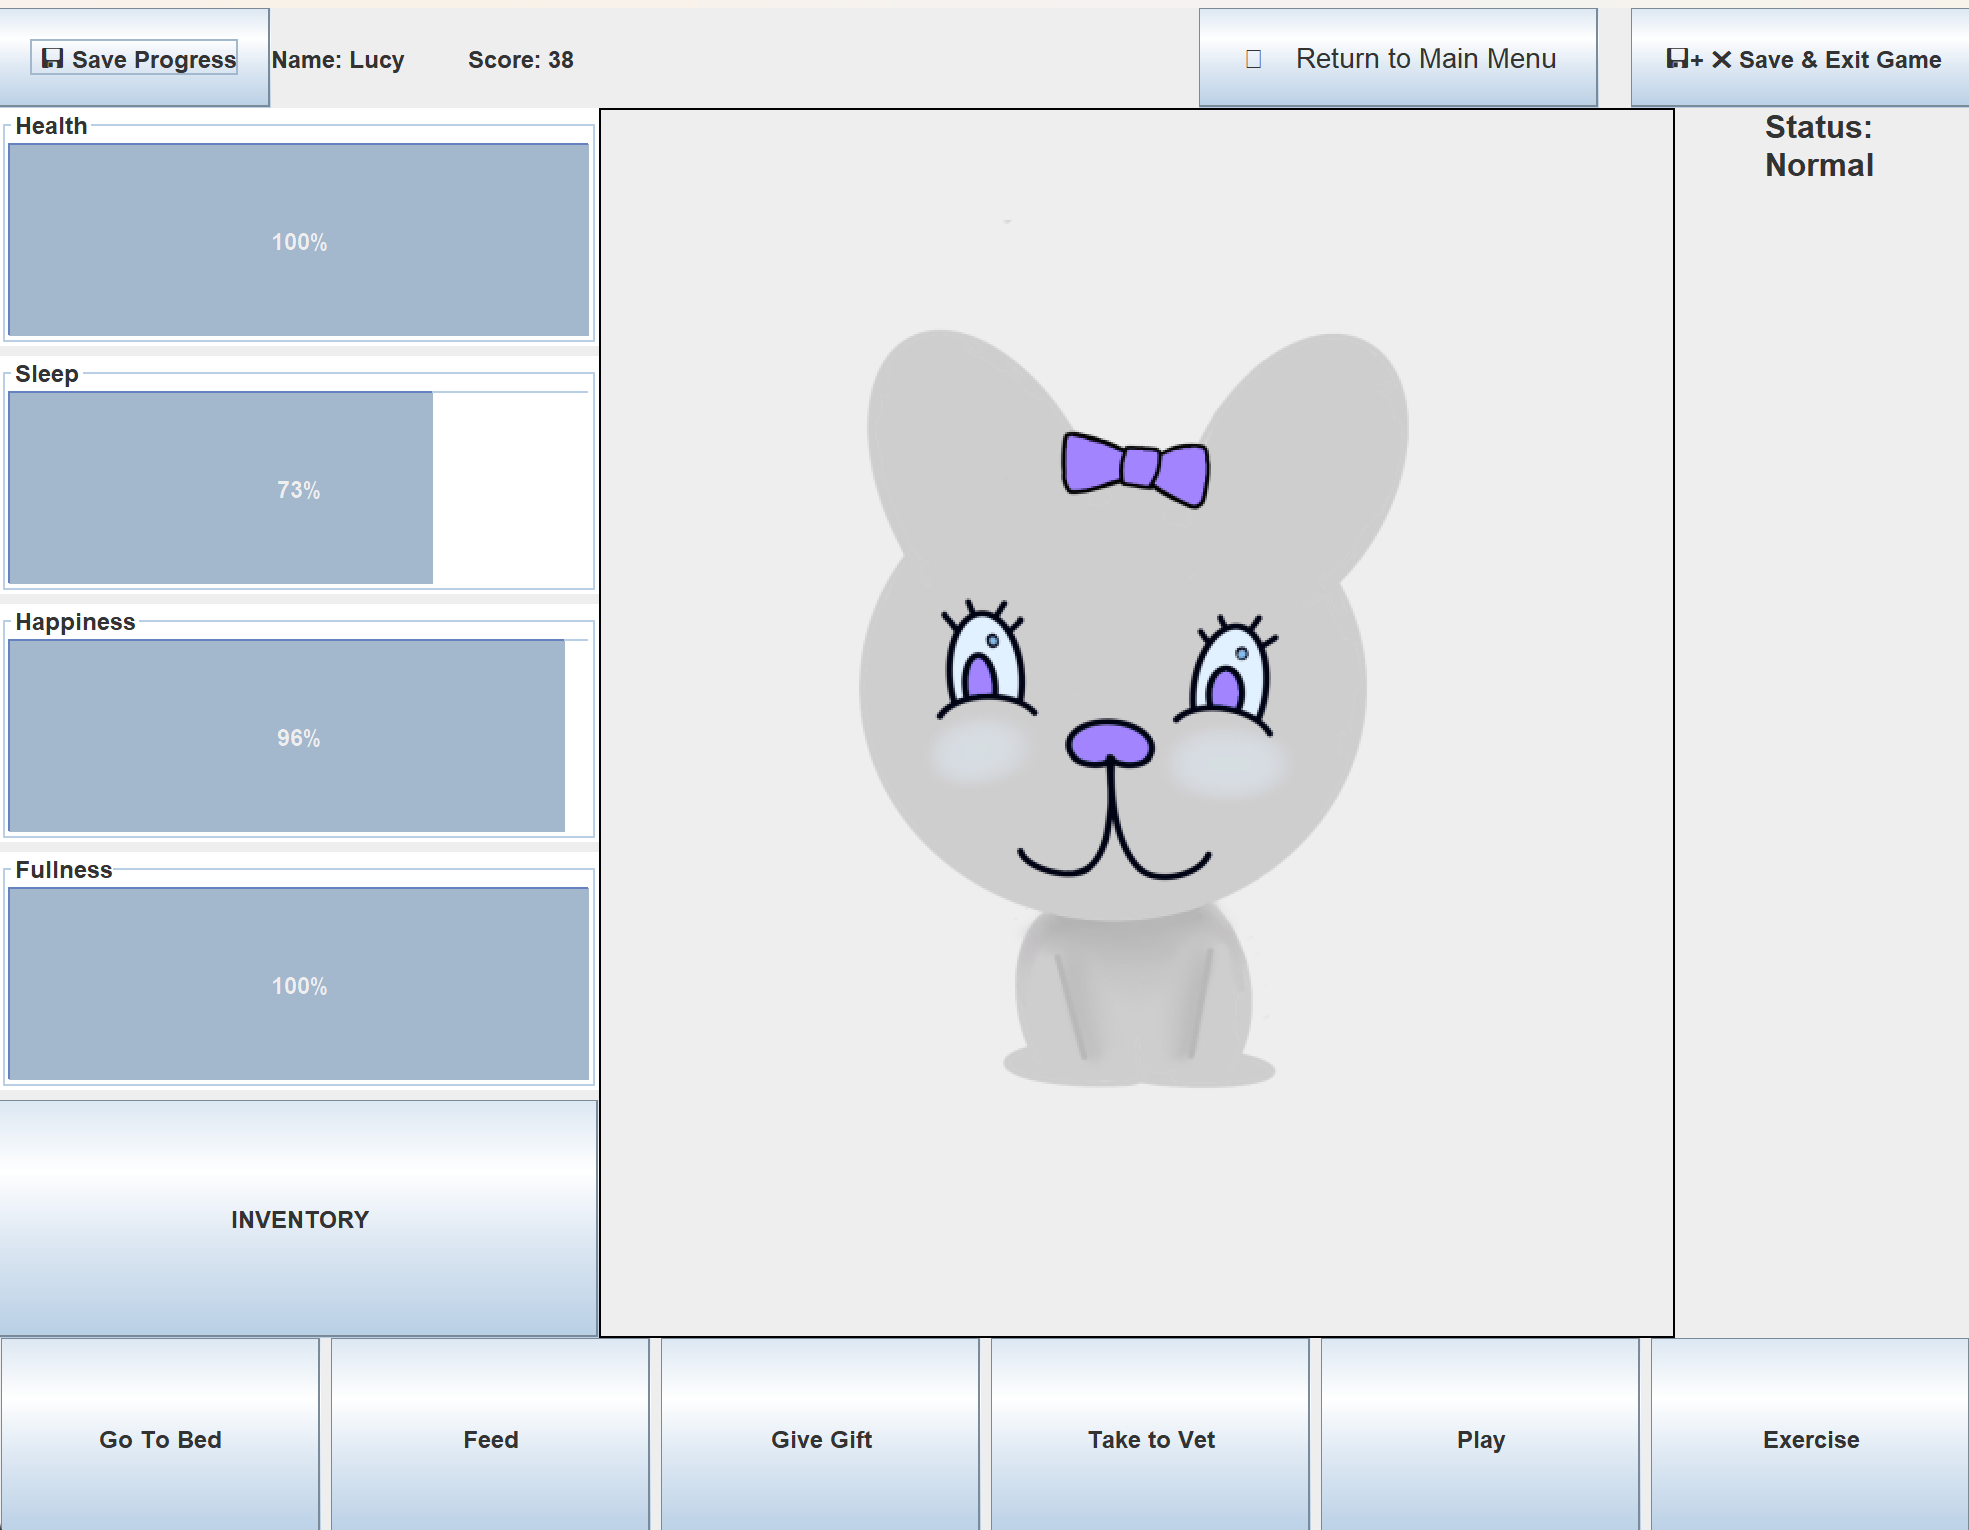 Save Progress
Name: Lucy
Score: 38
Return to Main Menu
+ ✕ Save & Exit Game
Health
100%
Sleep
73%
Happiness
96%
Fullness
100%
Status:
Normal
INVENTORY
Go To Bed
Feed
Give Gift
Take to Vet
Play
Exercise